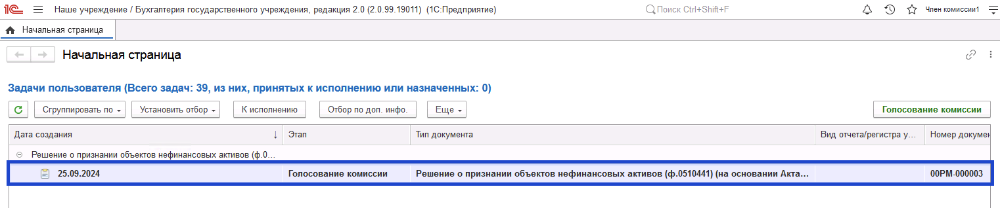 1С Наше учреждение / Бухгалтерия государственного учреждения, редакция 2.0 (2.0.99.19011) (1С:Предприятие) Поиск Ctrl+Shift+F Член комиссии1
Начальная страница
Начальная страница
Задачи пользователя (Всего задач: 39, из них, принятых к исполнению или назначенных: 0)
Сгруппировать по Установить отбор К исполнению Отбор по доп. инфо. Еще Голосование комиссии
Дата создания Этап Тип документа Вид отчета/регистра у... Номер докумен
Решение о признании объектов нефинансовых активов (ф.0...
25.09.2024 Голосование комиссии Решение о признании объектов нефинансовых активов (ф.0510441) (на основании Акта... 00РМ-000003